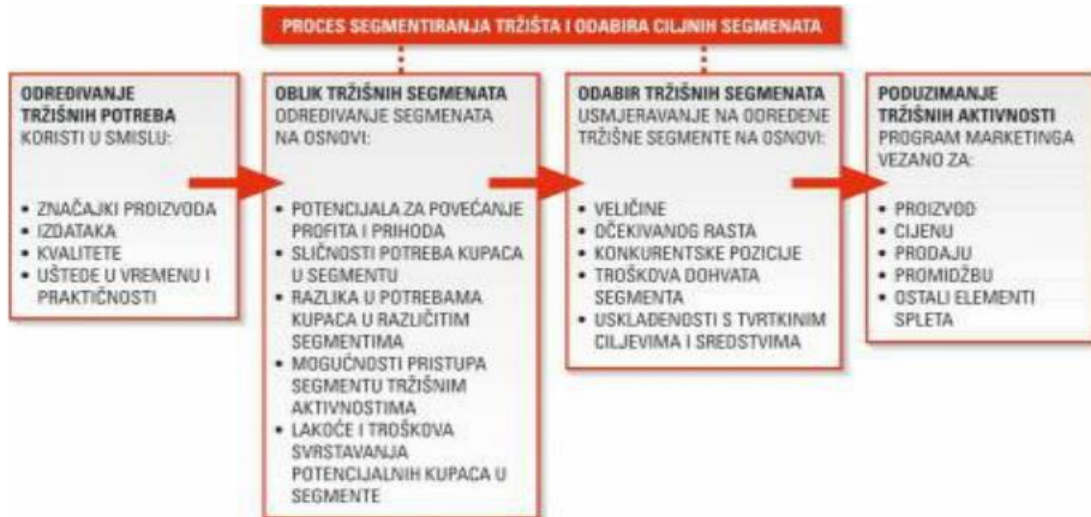 PROCES SEGMENTIRANJA TRŽIŠTA I ODABIRA CILJNIH SEGMENATA
ODREĐIVANJE
TRŽIŠNIH POTREBA
KORISTI U SMISLU:
• ZNAČAJKI PROIZVODA
• IZDATAKA
• KVALITETE
• UŠTEDE U VREMENU I
PRAKTIČNOSTI
OBLIK TRŽIŠNIH SEGMENATA
ODREĐIVANJE SEGMENATA
NA OSNOVI:
• POTENCIJALA ZA POVEĆANJE
PROFITA I PRIHODA
• SLIČNOSTI POTREBA KUPACA
U SEGMENTU
• RAZLIKA U POTREBAMA
KUPACA U RAZLIČITIM
SEGMENTIMA
• MOGUĆNOSTI PRISTUPA
SEGMENTU TRŽIŠNIM
AKTIVNOSTIMA
• LAKOĆE I TROŠKOVA
SVRSTAVANJA
POTENCIJALNIH KUPACA U
SEGMENTE
ODABIR TRŽIŠNIH SEGMENATA
USMJERAVANJE NA ODREĐENE
TRŽIŠNE SEGMENTE NA OSNOVI:
• VELIČINE
• OČEKIVANOG RASTA
• KONKURENTSKE POZICIJE
• TROŠKOVA DOHVATA
SEGMENTA
• USKLAĐENOSTI S TVRTKINIM
CILJEVIMA I SREDSTVIMA
PODUZIMANJE
TRŽIŠNIH AKTIVNOSTI
PROGRAM MARKETINGA
VEZANO ZA:
• PROIZVOD
• CIJENU
• PRODAJU
• PROMIDŽBU
• OSTALI ELEMENTI
SPLETA